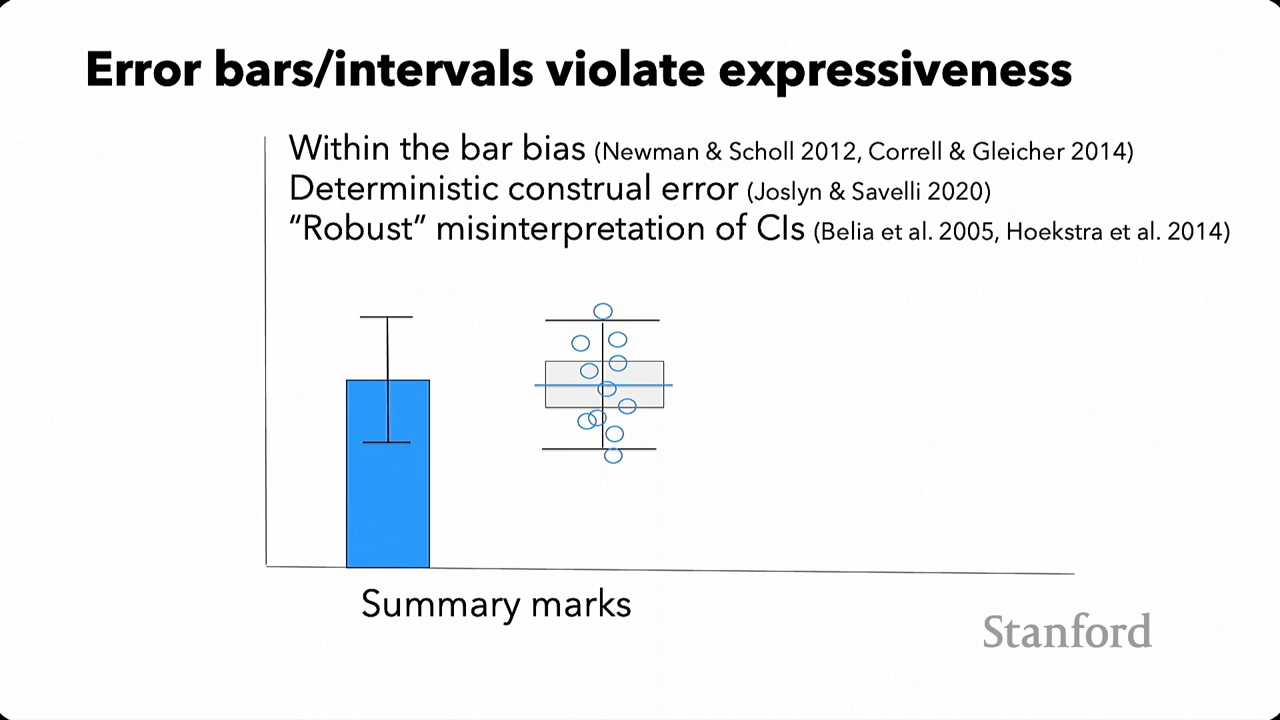 Error bars/intervals violate expressiveness
Within the bar bias (Newman & Scholl 2012, Correll & Gleicher 2014)
Deterministic construal error (Joslyn & Savelli 2020)
“Robust” misinterpretation of CIs (Belia et al. 2005, Hoekstra et al. 2014)
Summary marks
Stanford